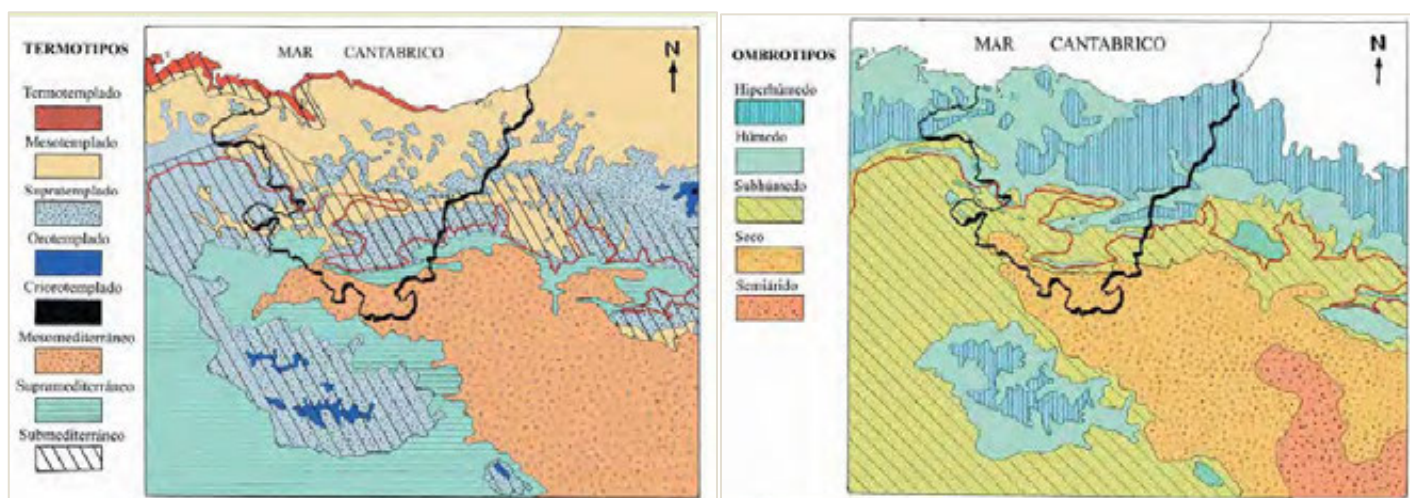 TERMOTIPOS
Termotemplado
Mesotemplado
Supratemplado
Orotemplado
Criorotemplado
Mesomediterráneo
Supramediterráneo
Submediterráneo
MAR CANTABRICO
N
OMBROTIPOS
Hiperhúmedo
Húmedo
Subhúmedo
Seco
Semiárido
MAR CANTABRICO
N